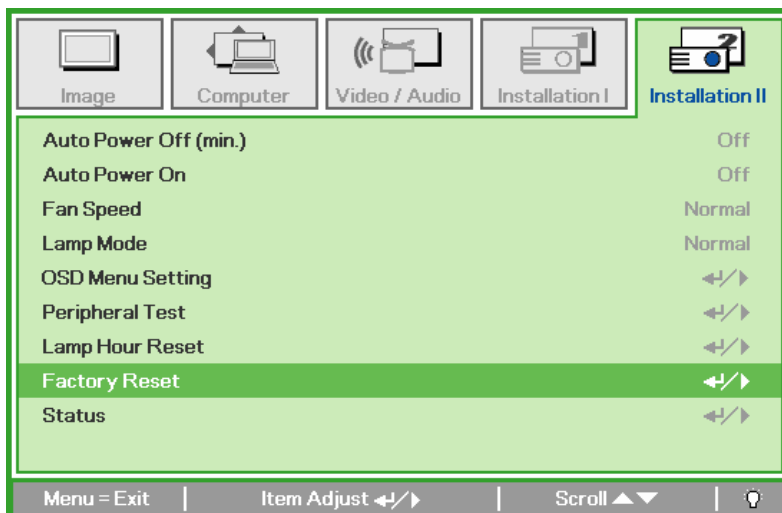 Image Computer Video / Audio Installation I Installation II
Auto Power Off (min.) Off
Auto Power On Off
Fan Speed Normal
Lamp Mode Normal
OSD Menu Setting
Peripheral Test
Lamp Hour Reset
Factory Reset
Status
Menu = Exit Item Adjust Scroll